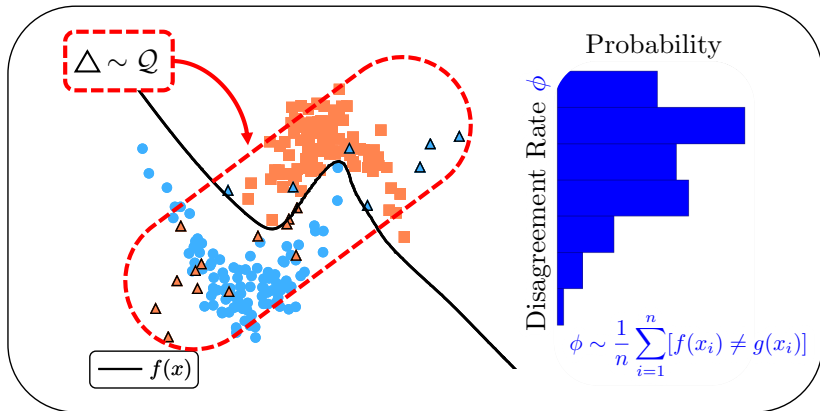 △ ∼ 𝒬
f(x)
Probability
Disagreement Rate ϕ
ϕ ∼ 1/n ∑_{i=1}^{n} [f(x_i) ≠ g(x_i)]